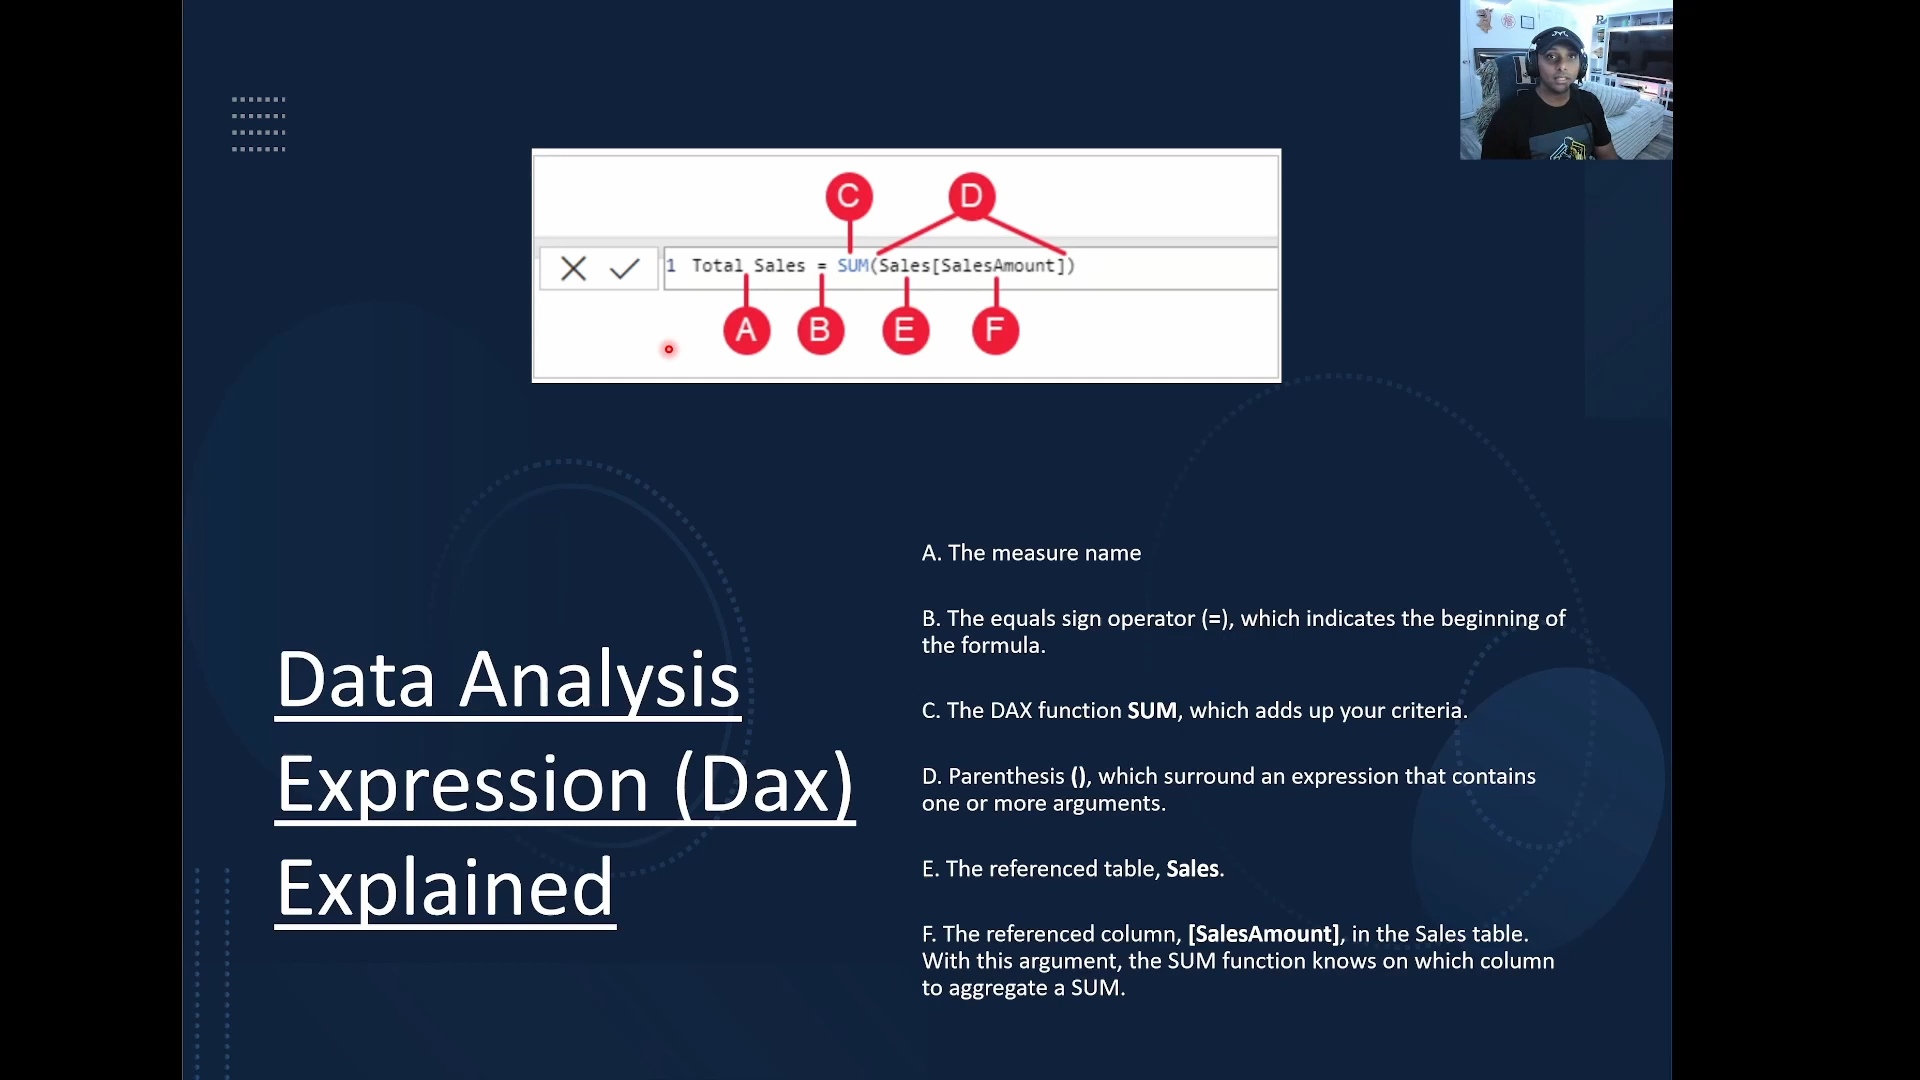 C D
1 Total Sales = SUM(Sales[SalesAmount])
A B E F
Data Analysis
Expression (Dax)
Explained
A. The measure name
B. The equals sign operator (=), which indicates the beginning of
the formula.
C. The DAX function SUM, which adds up your criteria.
D. Parenthesis (), which surround an expression that contains
one or more arguments.
E. The referenced table, Sales.
F. The referenced column, [SalesAmount], in the Sales table.
With this argument, the SUM function knows on which column
to aggregate a SUM.